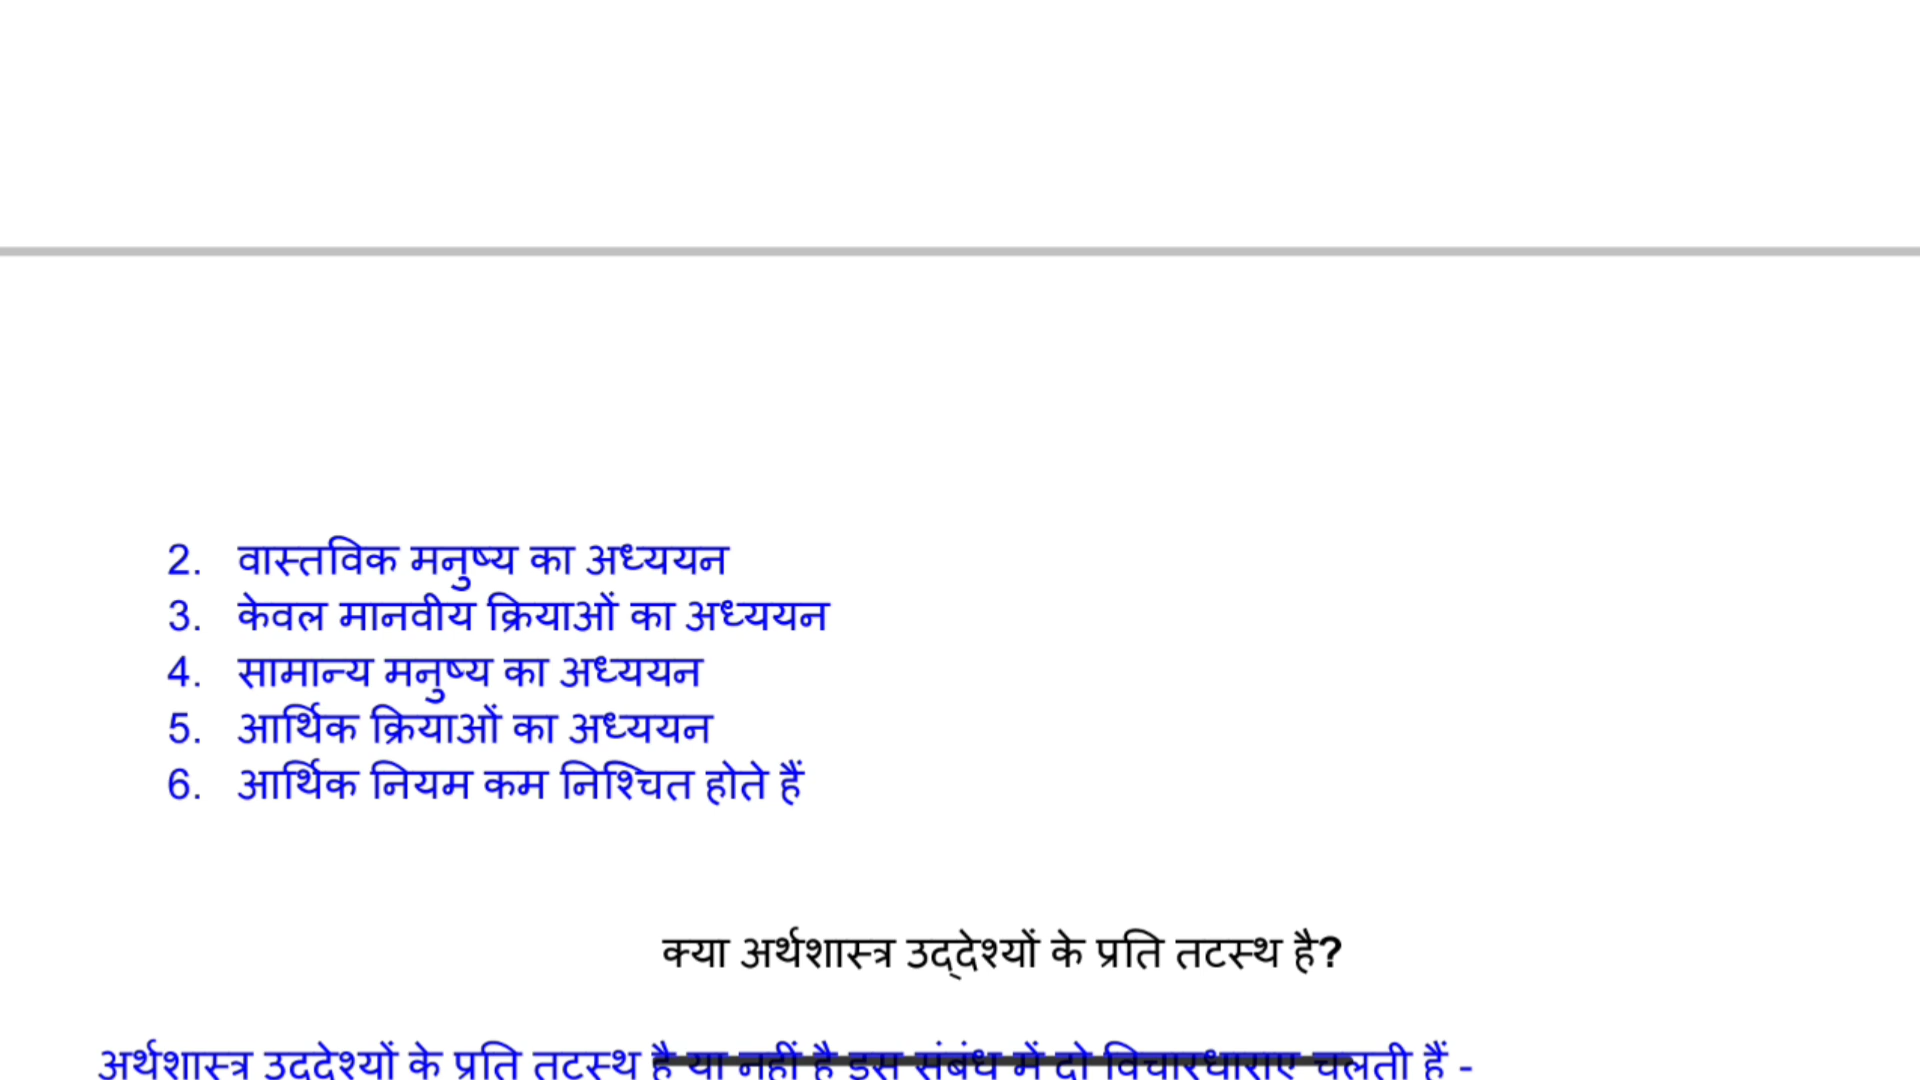 2. वास्तविक मनुष्य का अध्ययन
3. केवल मानवीय क्रियाओं का अध्ययन
4. सामान्य मनुष्य का अध्ययन
5. आर्थिक क्रियाओं का अध्ययन
6. आर्थिक नियम कम निश्चित होते हैं
क्या अर्थशास्त्र उद्देश्यों के प्रति तटस्थ है?
अर्थशास्त्र उद्देश्यों के प्रति तटस्थ है या नहीं है इस संबंध में दो विचारधाराए चलती हैं -